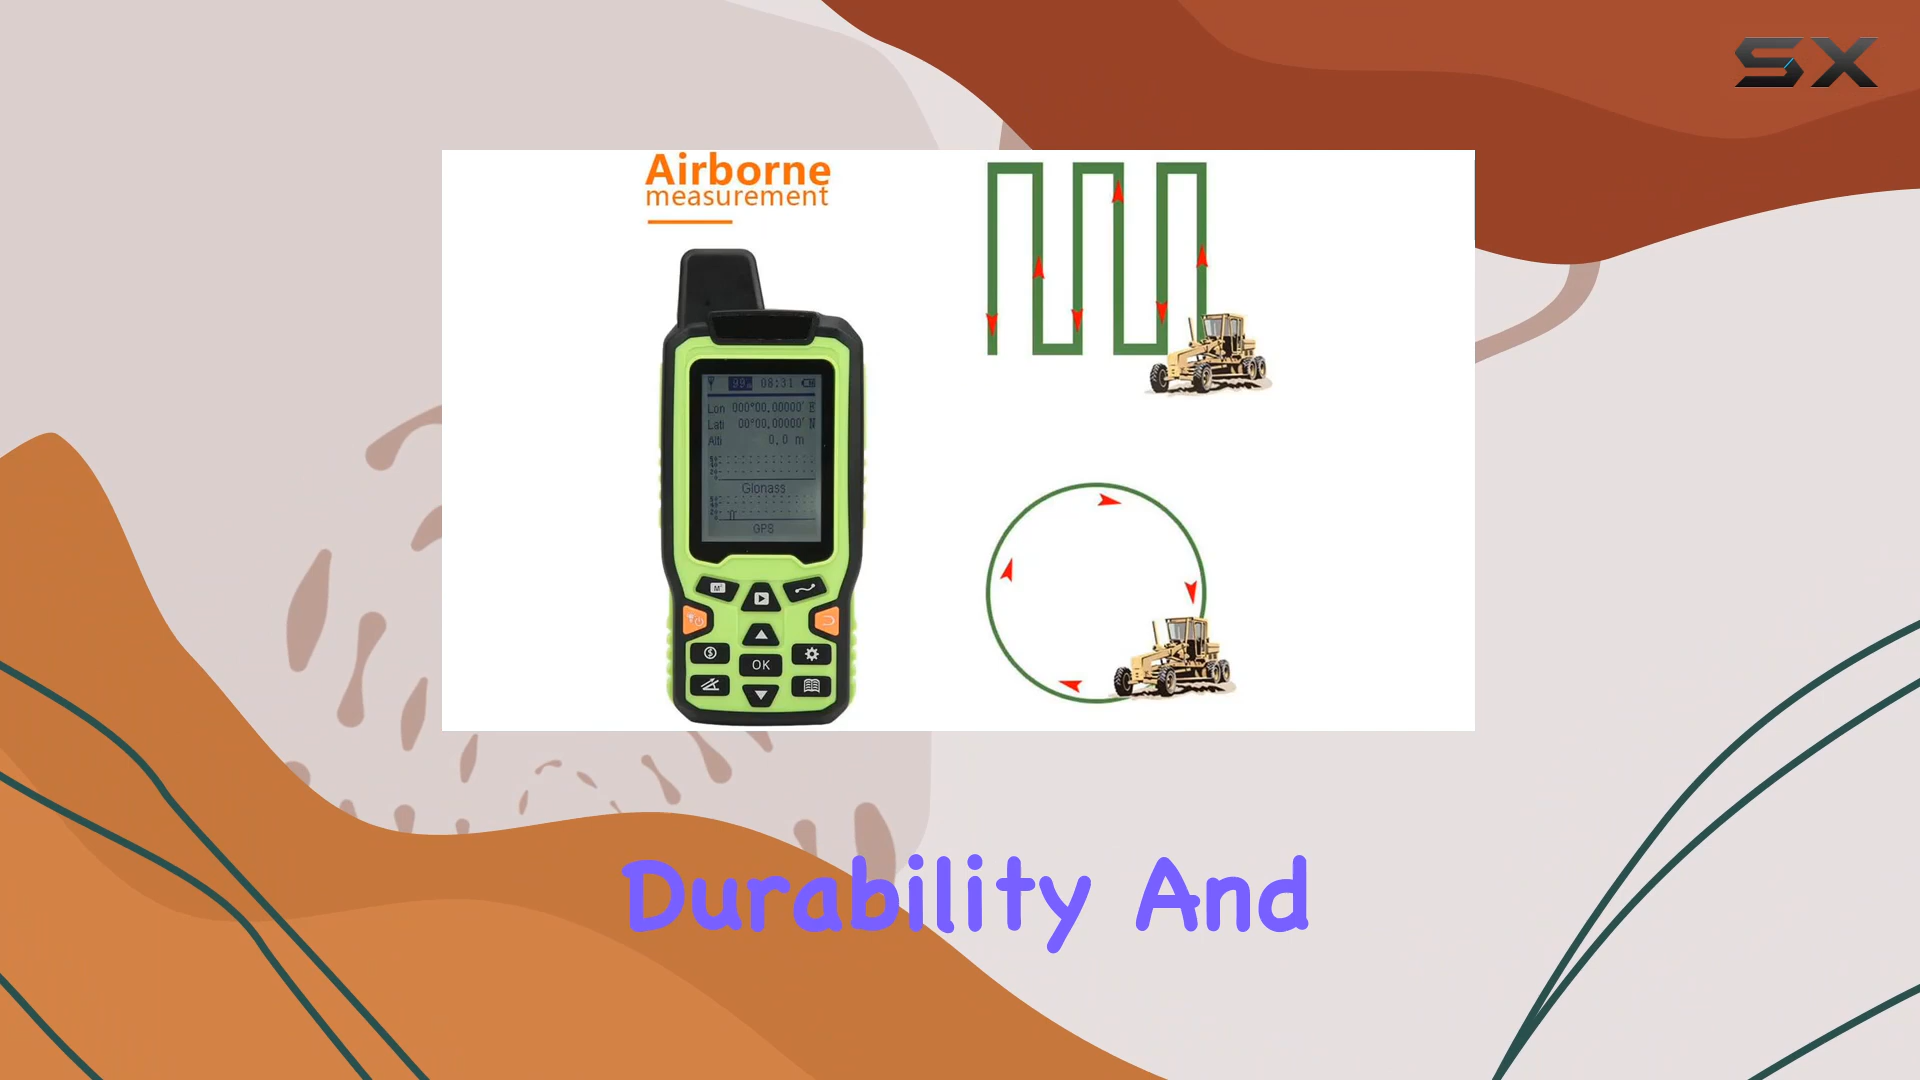 SX
Airborne
measurement
99 08:31
Lon 000°00.00000' E
Lati 00°00.00000' N
Alti 0.0 m
Glonass
GPS
M
OK
Durability And